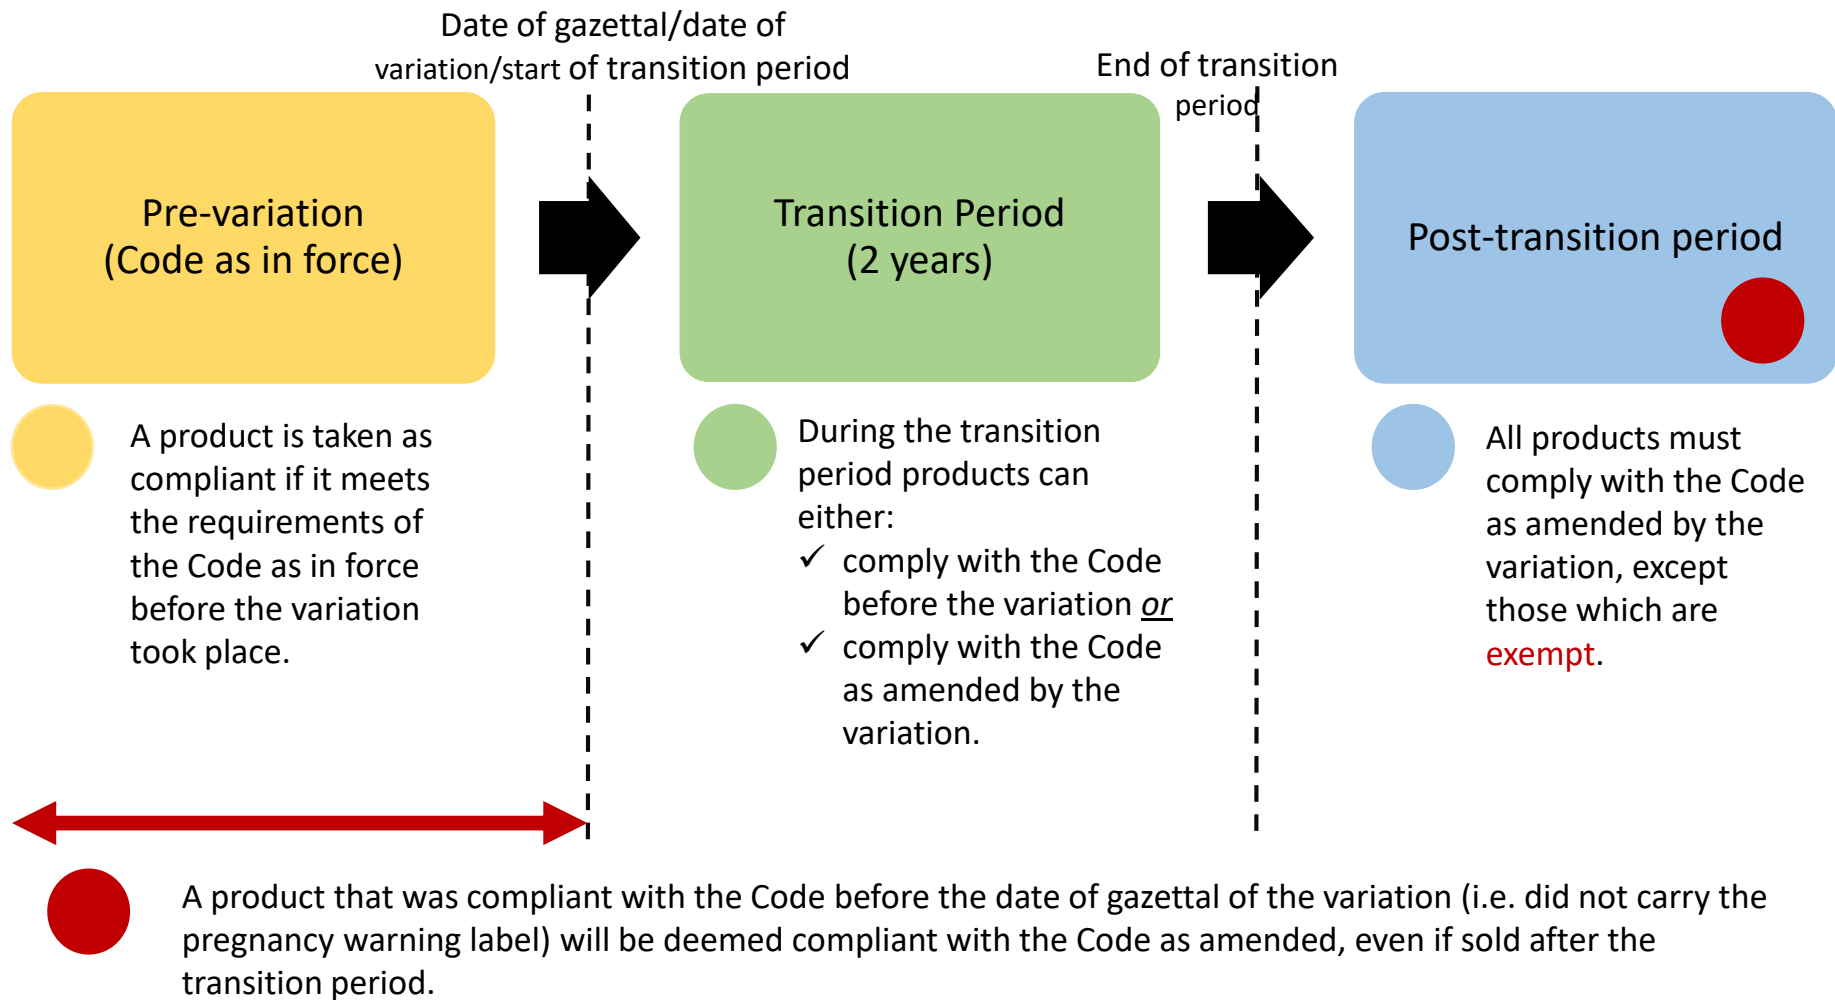 Date of gazettal/date of
variation/start of transition period
End of transition
period
Pre-variation
(Code as in force)
Transition Period
(2 years)
Post-transition period
A product is taken as
compliant if it meets
the requirements of
the Code as in force
before the variation
took place.
During the transition
period products can
either:
✓ comply with the Code
before the variation or
✓ comply with the Code
as amended by the
variation.
All products must
comply with the Code
as amended by the
variation, except
those which are
exempt.
A product that was compliant with the Code before the date of gazettal of the variation (i.e. did not carry the
pregnancy warning label) will be deemed compliant with the Code as amended, even if sold after the
transition period.